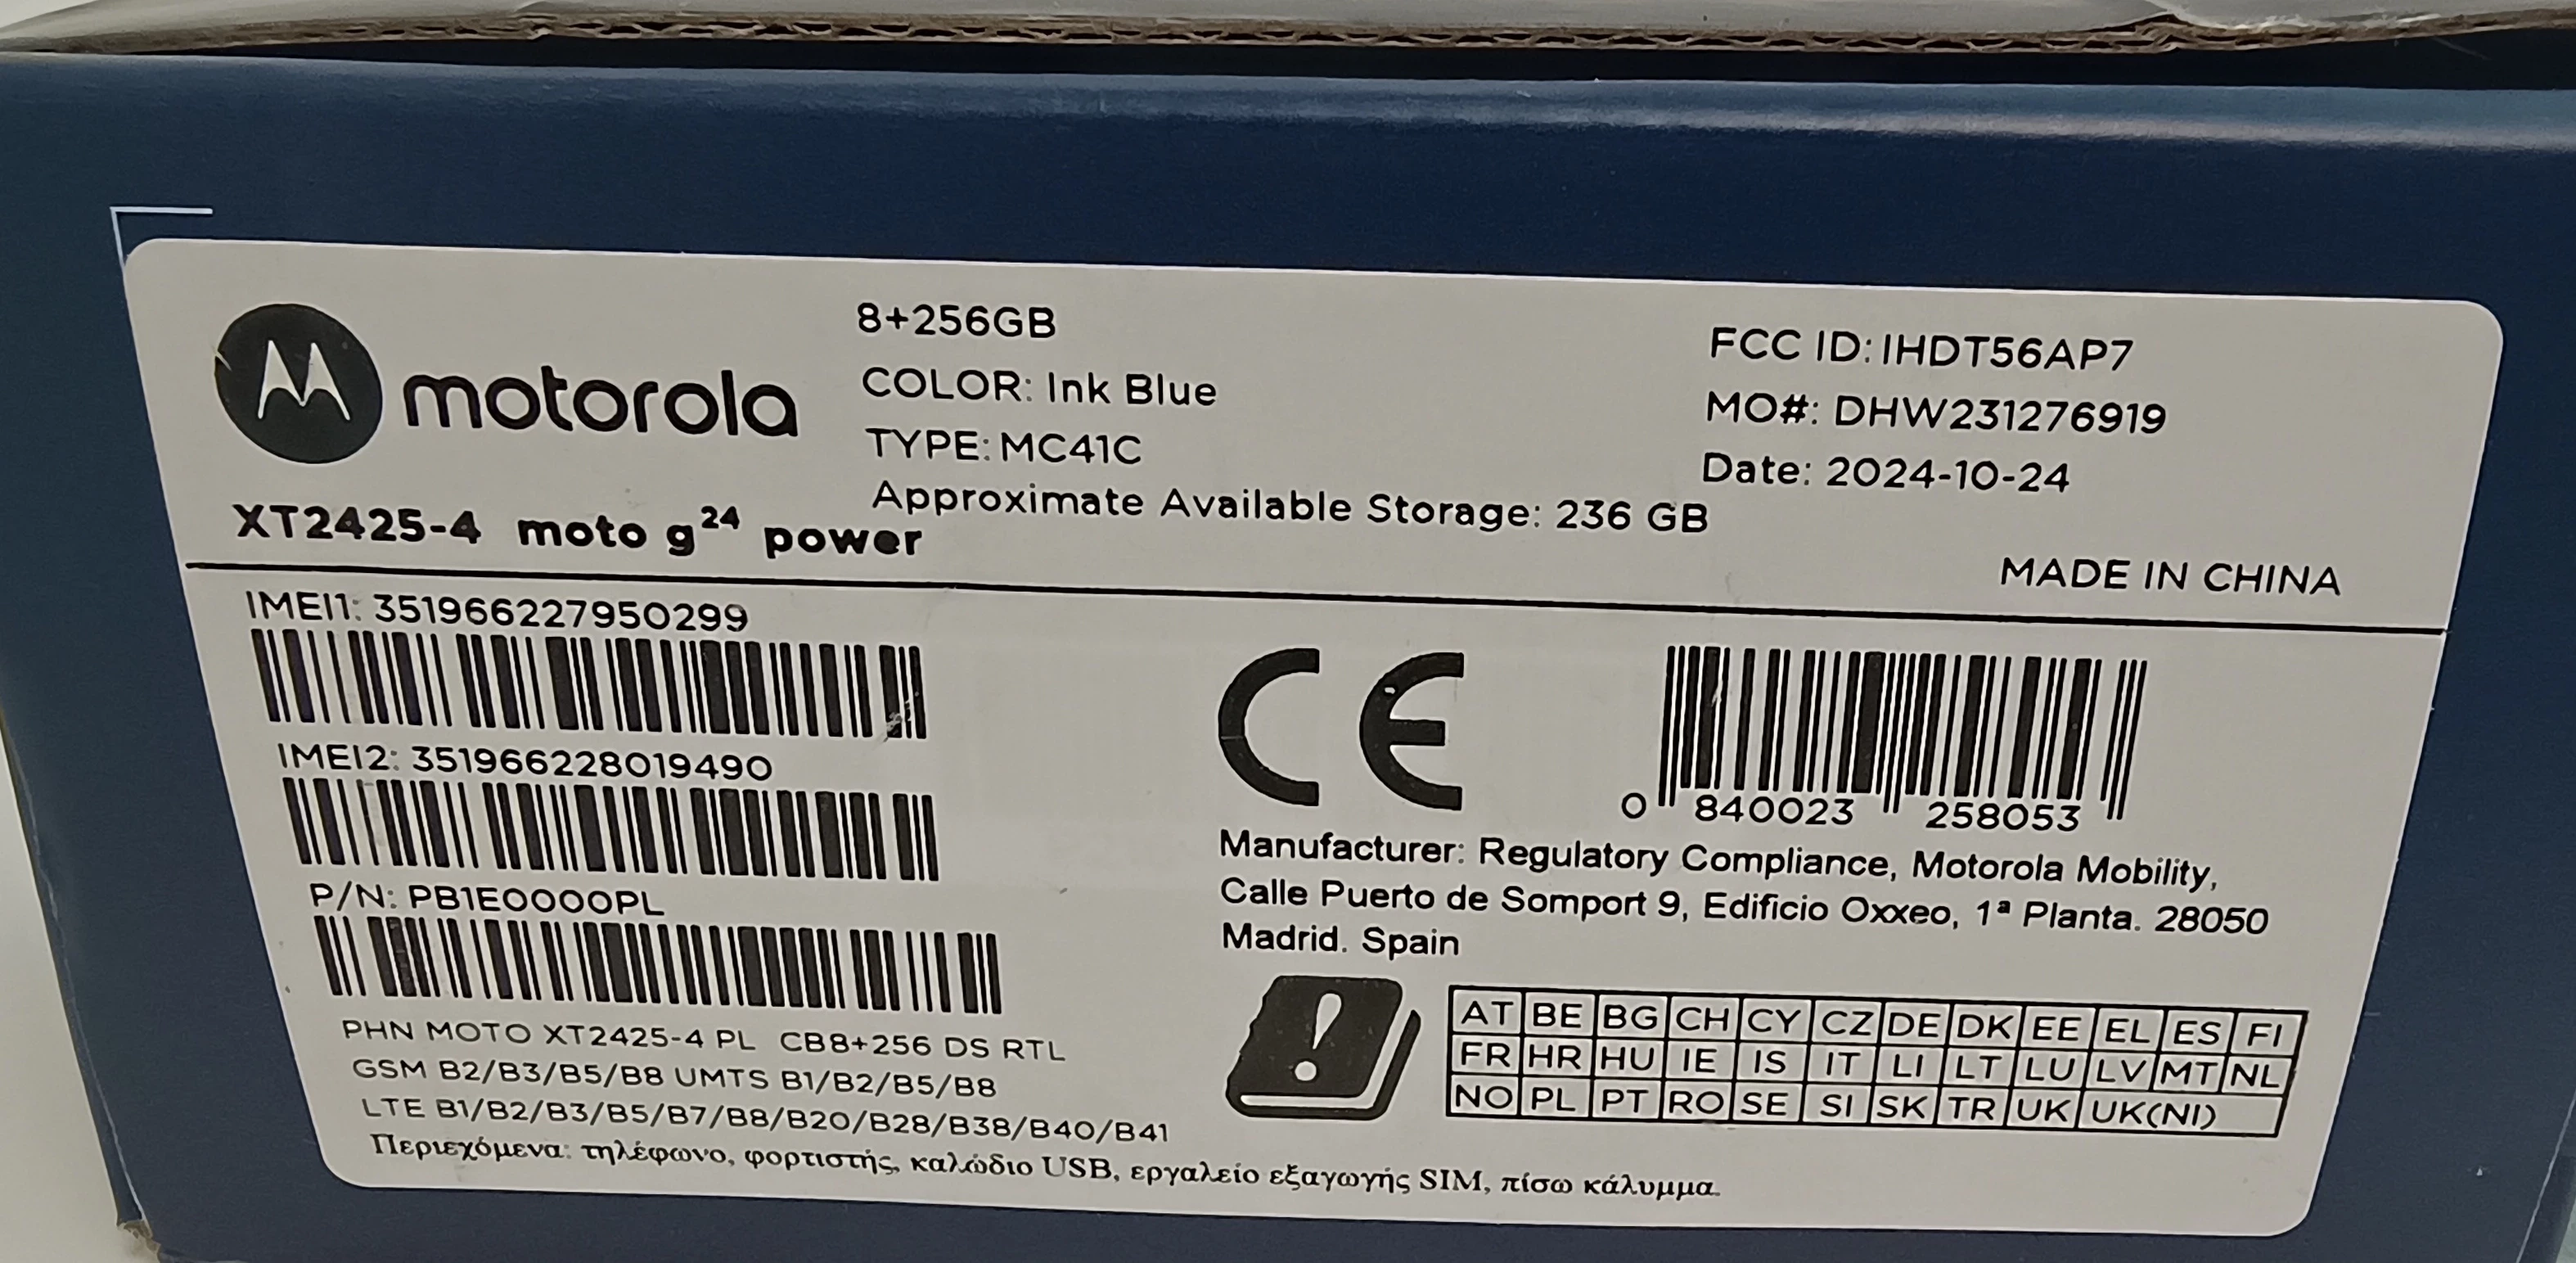 motorola
8+256GB
COLOR: Ink Blue
TYPE: MC41C
Approximate Available Storage: 236 GB
FCC ID: IHDT56AP7
MO#: DHW231276919
Date: 2024-10-24
XT2425-4 moto g24 power
MADE IN CHINA
IMEI1: 351966227950299
IMEI2: 351966228019490
P/N: PB1E0000PL
PHN MOTO XT2425-4 PL CB8+256 DS RTL
GSM B2/B3/B5/B8 UMTS B1/B2/B5/B8
LTE B1/B2/B3/B5/B7/B8/B20/B28/B38/B40/B41
CE
0 840023 258053
Manufacturer: Regulatory Compliance, Motorola Mobility,
Calle Puerto de Somport 9, Edificio Oxxeo, 1ª Planta. 28050
Madrid. Spain
!
AT BE BG CH CY CZ DE DK EE EL ES FI
FR HR HU IE IS IT LI LT LU LV MT NL
NO PL PT RO SE SI SK TR UK UK(NI)
Περιεχόμενα: τηλέφωνο, φορτιστής, καλώδιο USB, εργαλείο εξαγωγής SIM, πίσω κάλυμμα.